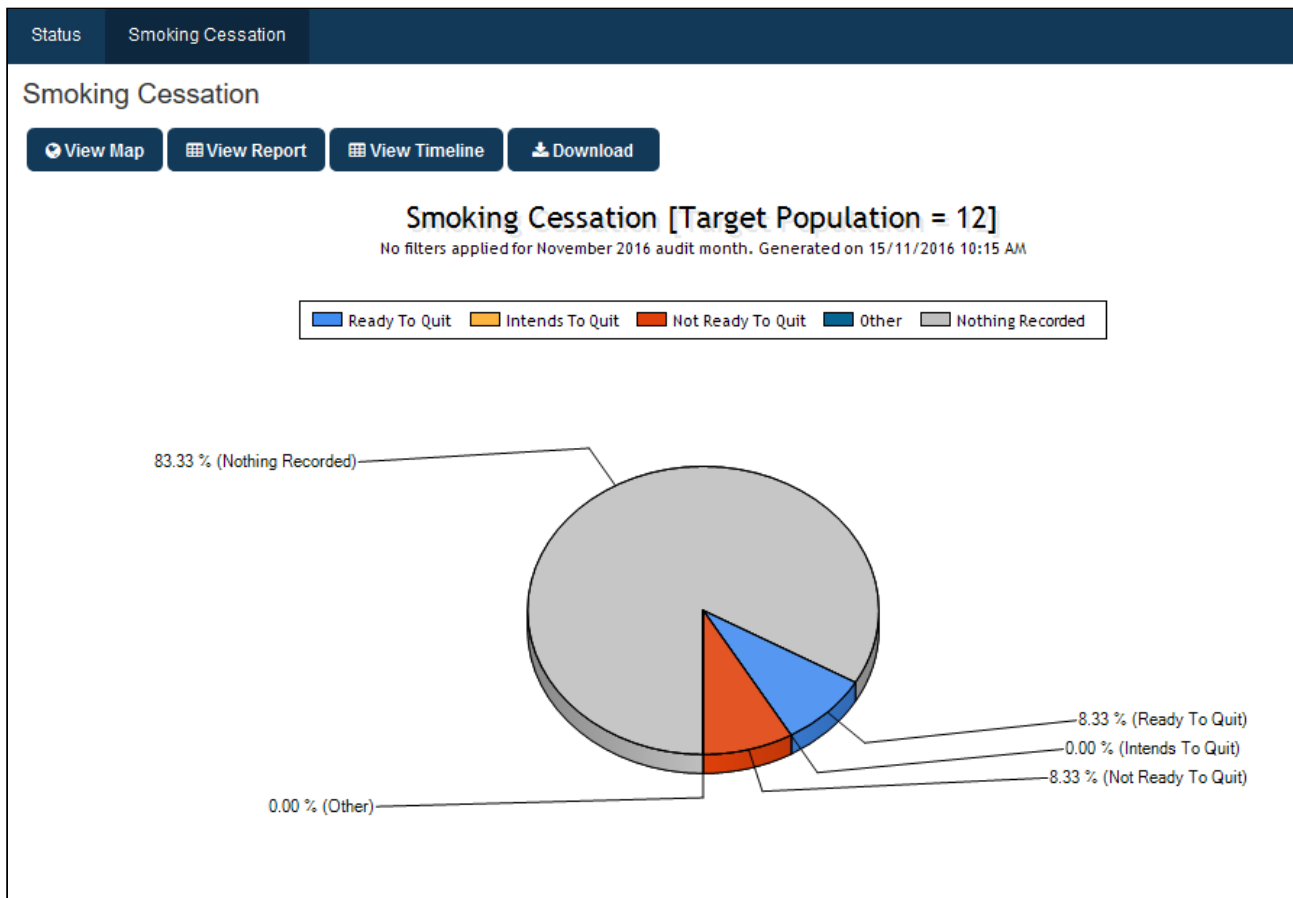 Status Smoking Cessation
Smoking Cessation
View Map View Report View Timeline Download
Smoking Cessation [Target Population = 12]
No filters applied for November 2016 audit month. Generated on 15/11/2016 10:15 AM
Ready To Quit Intends To Quit Not Ready To Quit Other Nothing Recorded
83.33 % (Nothing Recorded)
8.33 % (Ready To Quit)
0.00 % (Intends To Quit)
8.33 % (Not Ready To Quit)
0.00 % (Other)